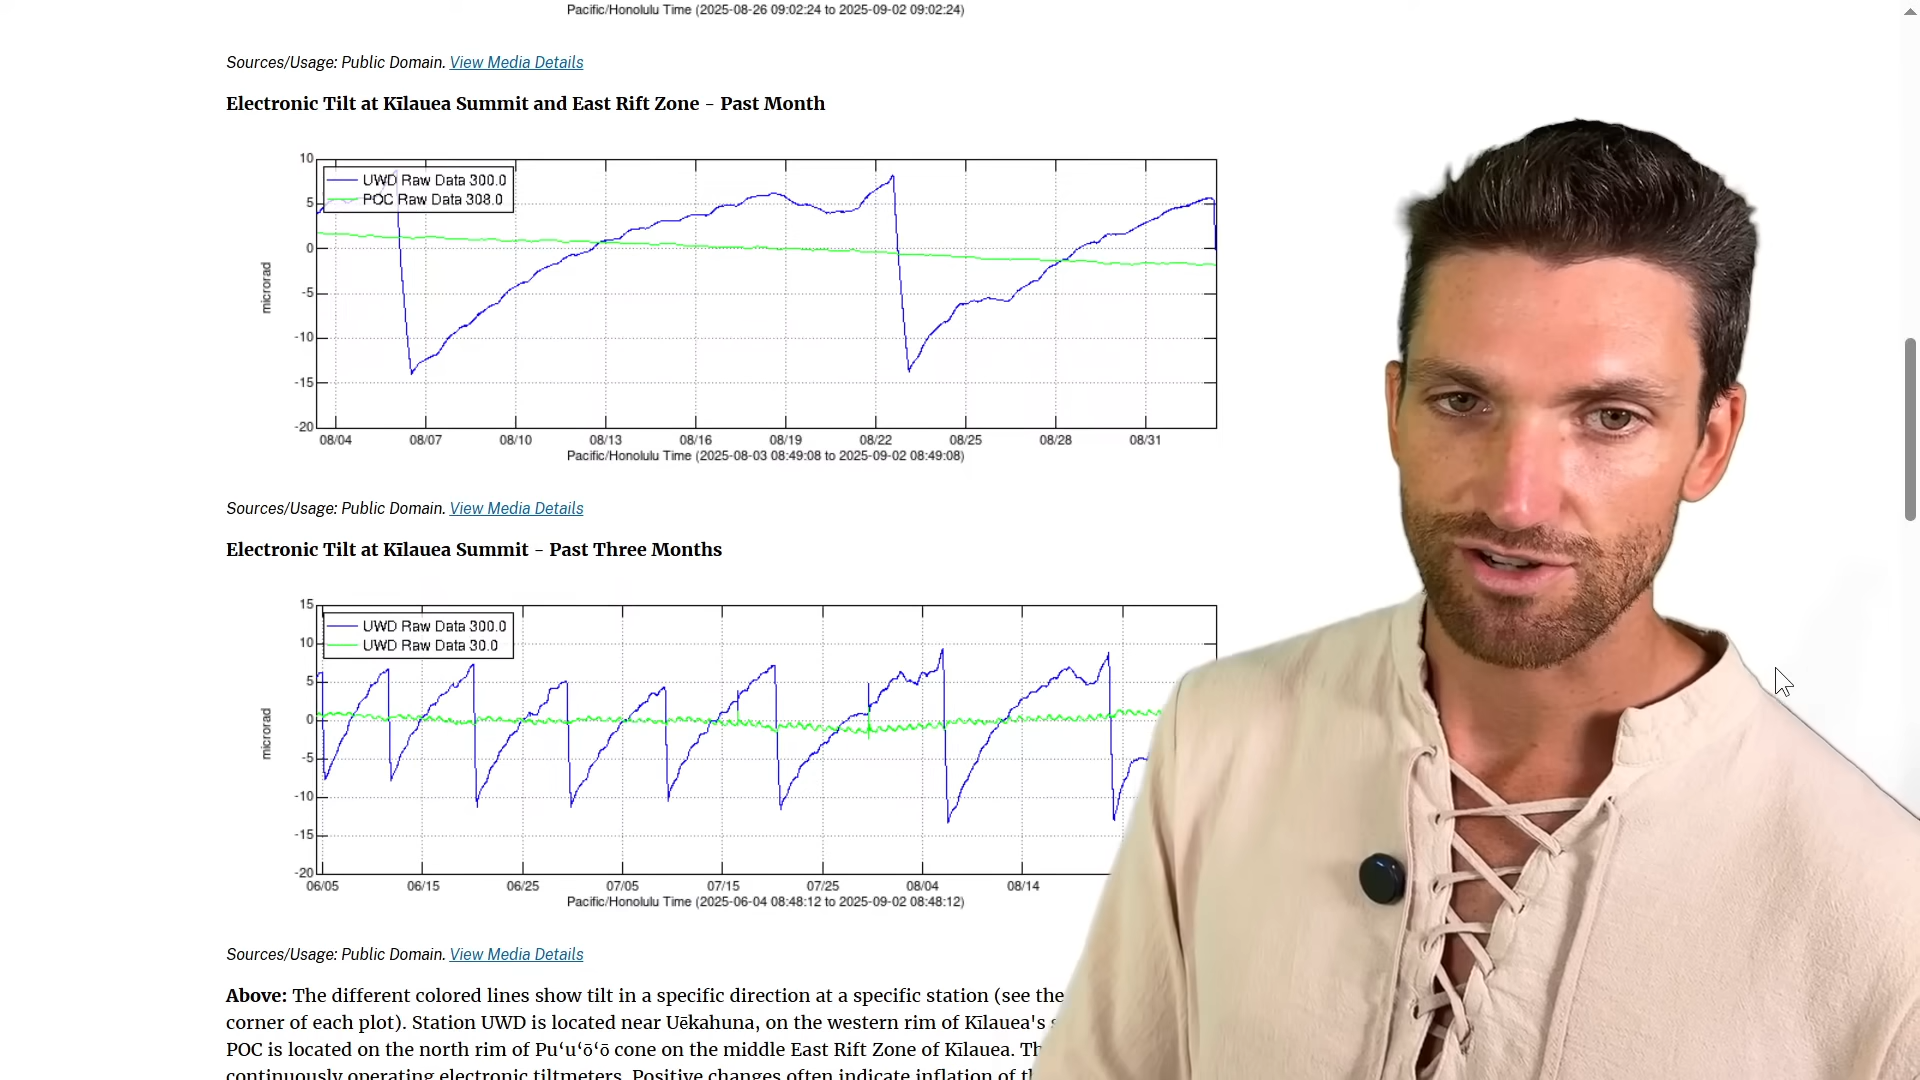 Pacific/Honolulu Time (2025-08-26 09:02:24 to 2025-09-02 09:02:24)
Sources/Usage: Public Domain. View Media Details
Electronic Tilt at Kīlauea Summit and East Rift Zone - Past Month
10
5
0
-5
-10
-15
-20
microrad
UWD Raw Data 300.0
POC Raw Data 308.0
08/04 08/07 08/10 08/13 08/16 08/19 08/22 08/25 08/28 08/31
Pacific/Honolulu Time (2025-08-03 08:49:08 to 2025-09-02 08:49:08)
Sources/Usage: Public Domain. View Media Details
Electronic Tilt at Kīlauea Summit - Past Three Months
15
10
5
0
-5
-10
-15
-20
microrad
UWD Raw Data 300.0
UWD Raw Data 30.0
06/05 06/15 06/25 07/05 07/15 07/25 08/04 08/14
Pacific/Honolulu Time (2025-06-04 08:48:12 to 2025-09-02 08:48:12)
Sources/Usage: Public Domain. View Media Details
Above: The different colored lines show tilt in a specific direction at a specific station (see the
corner of each plot). Station UWD is located near Uēkahuna, on the western rim of Kīlauea's
POC is located on the north rim of Puʻuʻōʻō cone on the middle East Rift Zone of Kīlauea.
continuously operating electronic tiltmeters. Positive changes often indicate inflation of